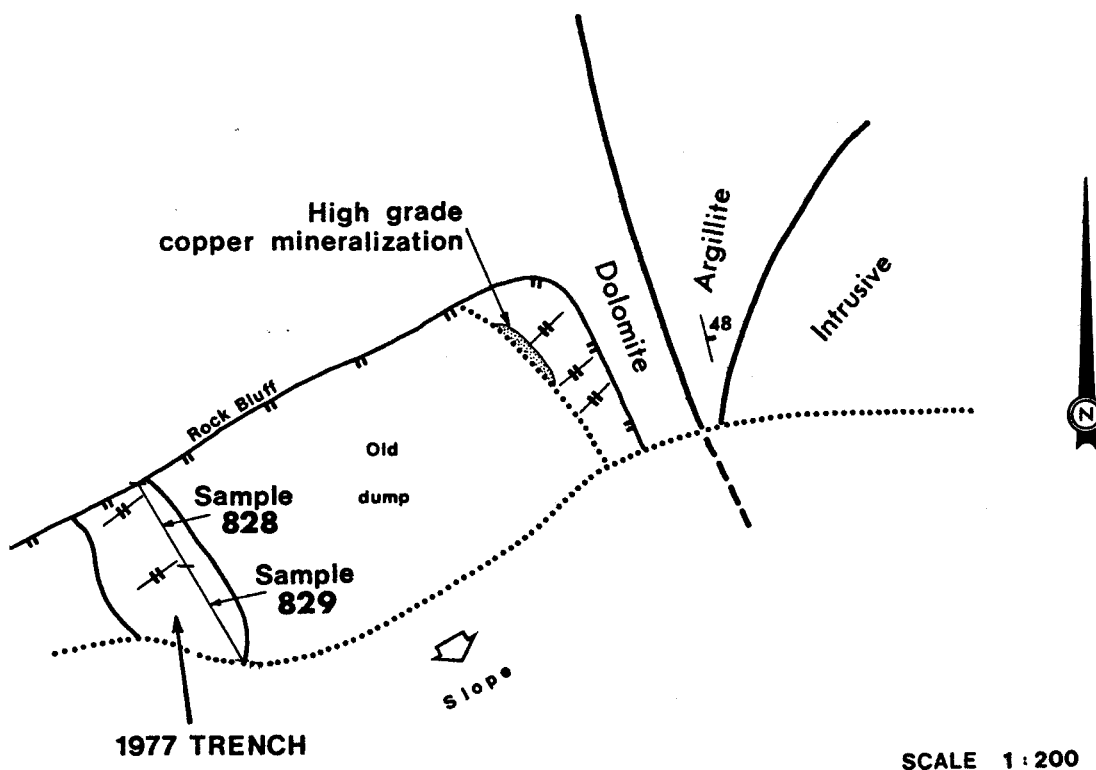 High grade
copper mineralization
Dolomite
Argillite
48
Intrusive
Rock Bluff
Old
dump
Sample
828
Sample
829
Slope
1977 TRENCH
N
SCALE 1:200